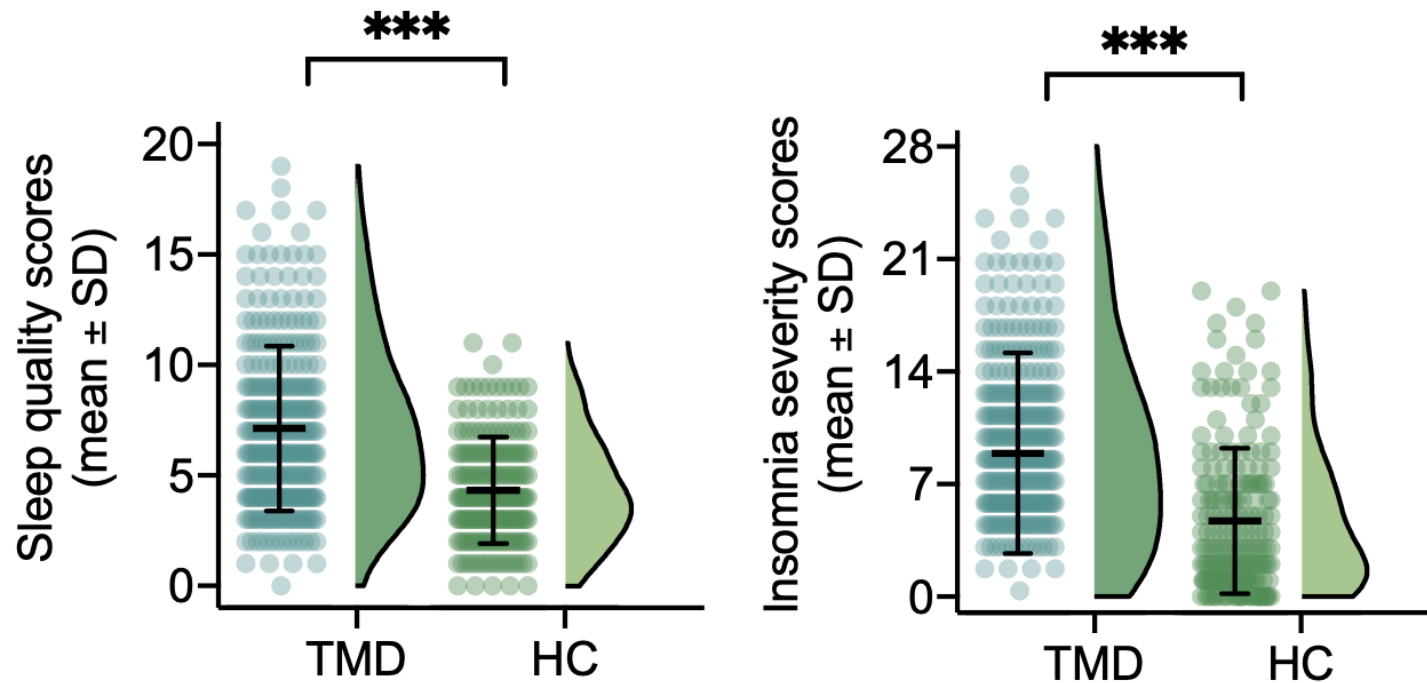 ***
Sleep quality scores
(mean ± SD)
20
15
10
5
0
TMD HC
***
Insomnia severity scores
(mean ± SD)
28
21
14
7
0
TMD HC